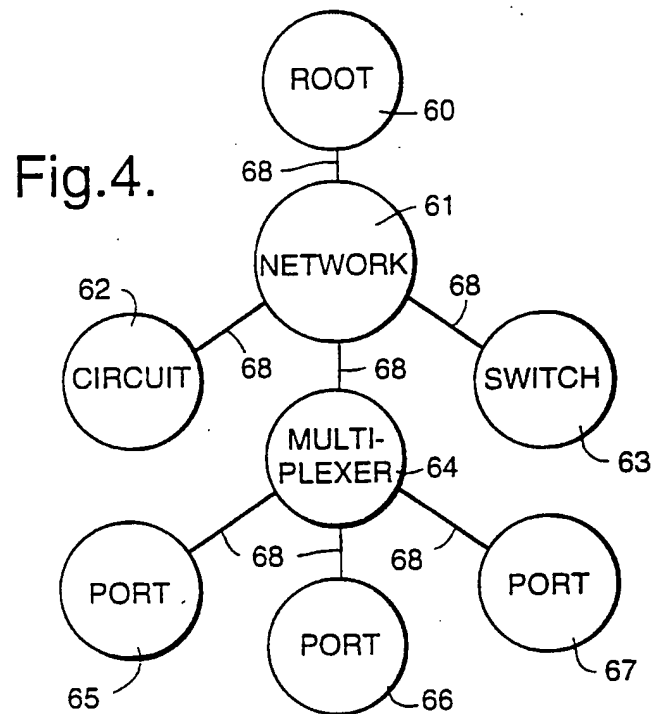 ROOT
60
68
Fig.4.
61
NETWORK
62
68
CIRCUIT
68
68
SWITCH
MULTI-
PLEXER
64
63
68
68
68
PORT
PORT
PORT
65
66
67